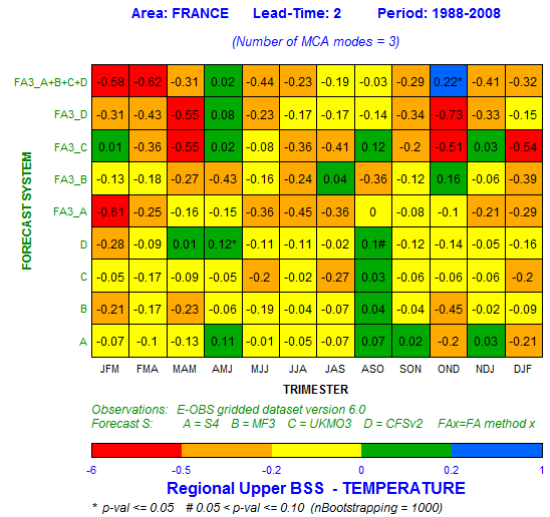 Area: FRANCE Lead-Time: 2 Period: 1988-2008
(Number of MCA modes = 3)
FORECAST SYSTEM
FA3_A+B+C+D -0.58 -0.62 -0.31 0.02 -0.44 -0.23 -0.19 -0.03 -0.29 0.22* -0.41 -0.32
FA3_D -0.31 -0.43 -0.55 0.08 -0.23 -0.17 -0.17 -0.14 -0.34 -0.73 -0.33 -0.15
FA3_C 0.01 -0.36 -0.55 0.02 -0.08 -0.36 -0.41 0.12 -0.2 -0.51 0.03 -0.54
FA3_B -0.13 -0.18 -0.27 -0.43 -0.16 -0.24 0.04 -0.36 -0.12 0.16 -0.06 -0.39
FA3_A -0.61 -0.25 -0.16 -0.15 -0.36 -0.45 -0.36 0 -0.08 -0.1 -0.21 -0.29
D -0.28 -0.09 0.01 0.12* -0.11 -0.11 -0.02 0.1# -0.12 -0.14 -0.05 -0.16
C -0.05 -0.17 -0.09 -0.05 -0.2 -0.02 -0.27 0.03 -0.06 -0.06 -0.06 -0.2
B -0.21 -0.17 -0.23 -0.06 -0.19 -0.04 -0.07 0.04 -0.04 -0.45 -0.02 -0.09
A -0.07 -0.1 -0.13 0.11 -0.01 -0.05 -0.07 0.07 0.02 -0.2 0.03 -0.21
JFM FMA MAM AMJ MJJ JJA JAS ASO SON OND NDJ DJF
TRIMESTER
Observations: E-OBS gridded dataset version 6.0
Forecast S: A = S4 B = MF3 C = UKMO3 D = CFSv2 FAx=FA method x
-6 -0.5 -0.2 0 0.2 1
Regional Upper BSS - TEMPERATURE
* p-val <= 0.05 # 0.05 < p-val <= 0.10 (nBootstrapping = 1000)